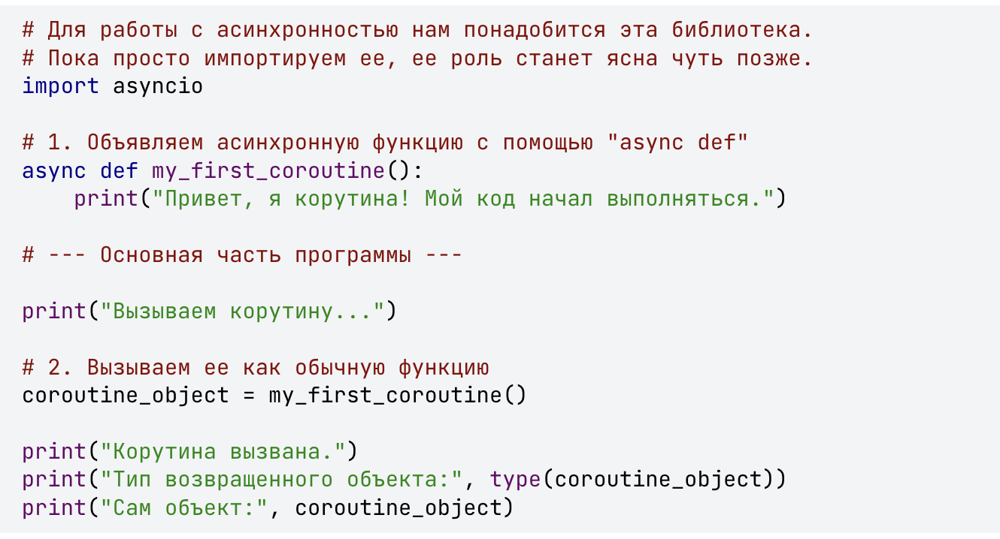 # Для работы с асинхронностью нам понадобится эта библиотека.
# Пока просто импортируем ее, ее роль станет ясна чуть позже.
import asyncio
# 1. Объявляем асинхронную функцию с помощью "async def"
async def my_first_coroutine():
    print("Привет, я корутина! Мой код начал выполняться.")
# --- Основная часть программы ---
print("Вызываем корутину...")
# 2. Вызываем ее как обычную функцию
coroutine_object = my_first_coroutine()
print("Корутина вызвана.")
print("Тип возвращенного объекта:", type(coroutine_object))
print("Сам объект:", coroutine_object)